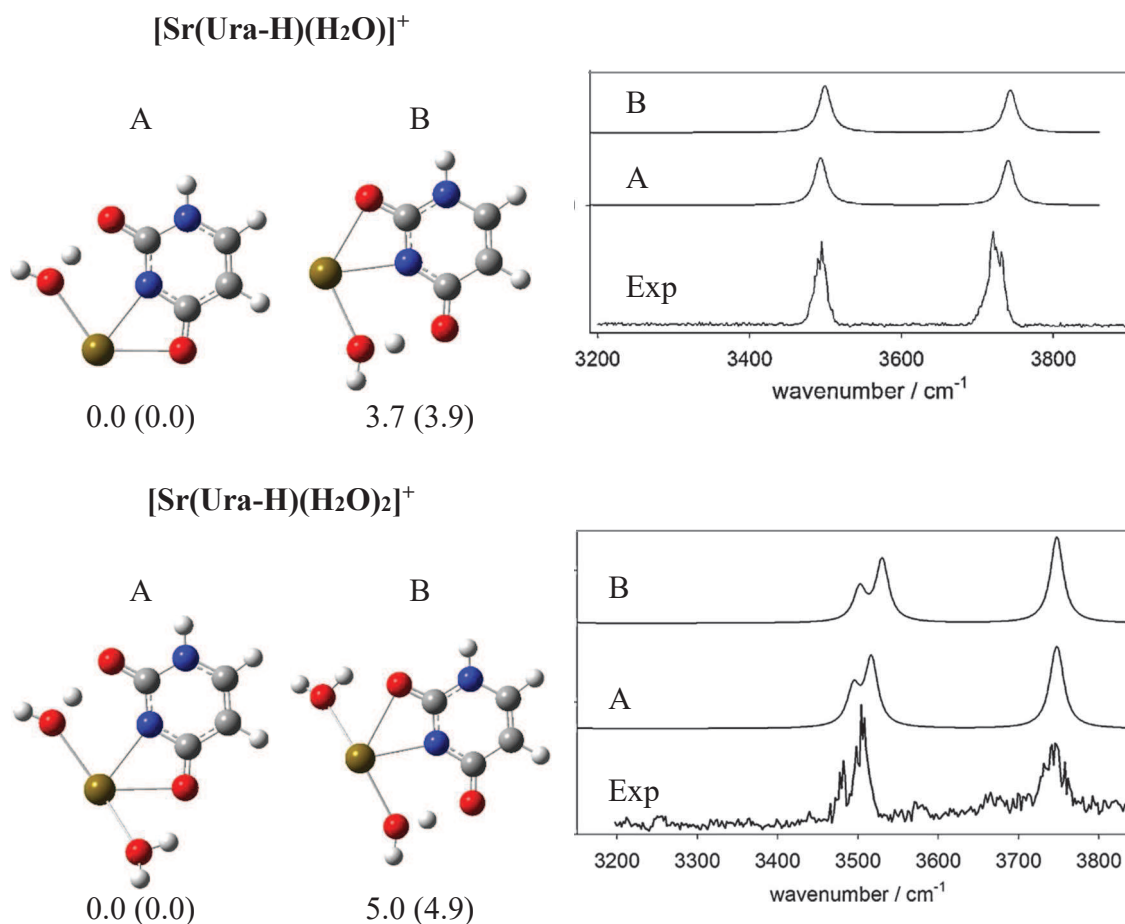 [Sr(Ura-H)(H₂O)]⁺
A
B
0.0 (0.0)
3.7 (3.9)
B
A
Exp
3200 3400 3600 3800
wavenumber / cm⁻¹
[Sr(Ura-H)(H₂O)₂]⁺
A
B
0.0 (0.0)
5.0 (4.9)
B
A
Exp
3200 3300 3400 3500 3600 3700 3800
wavenumber / cm⁻¹